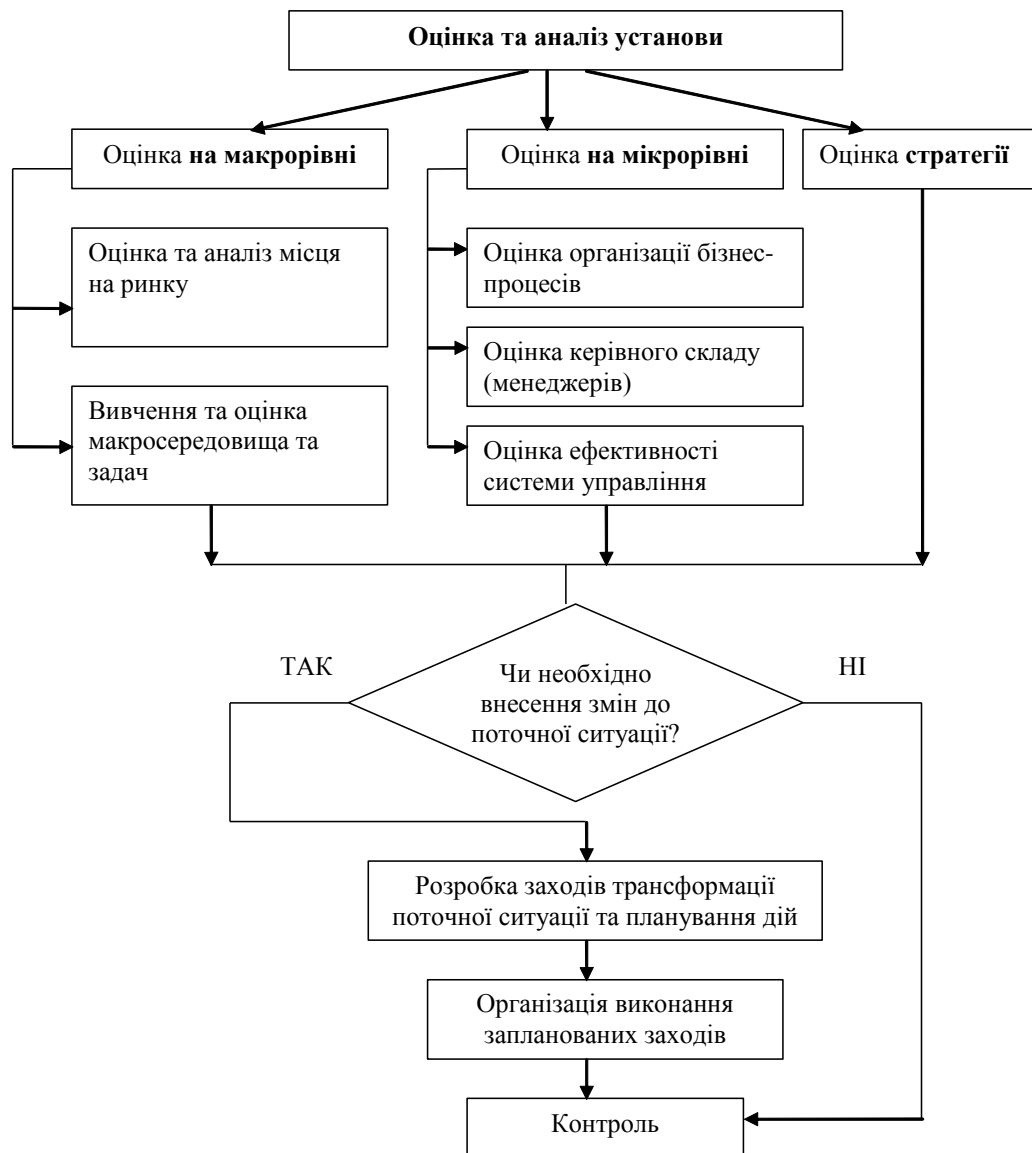 Оцінка та аналіз установи
Оцінка на макрорівні
Оцінка на мікрорівні
Оцінка стратегії
Оцінка та аналіз місця
на ринку
Вивчення та оцінка
макросередовища та
задач
Оцінка організації бізнес-
процесів
Оцінка керівного складу
(менеджерів)
Оцінка ефективності
системи управління
ТАК
НІ
Чи необхідно
внесення змін до
поточної ситуації?
Розробка заходів трансформації
поточної ситуації та планування дій
Організація виконання
запланованих заходів
Контроль